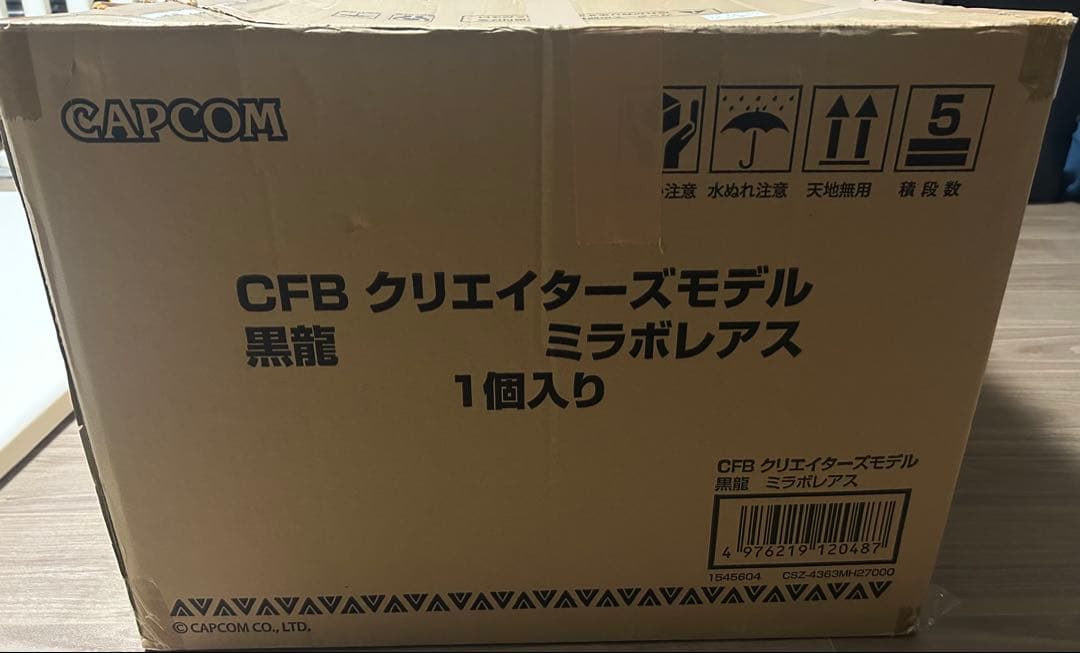 CAPCOM
注意 水ぬれ注意 天地無用 積段数
5
CFB クリエイターズモデル
黒龍 ミラボレアス
1個入り
CFB クリエイターズモデル
黒龍 ミラボレアス
4 976219 120487
1545604 CSZ-4363MH27000
© CAPCOM CO., LTD.